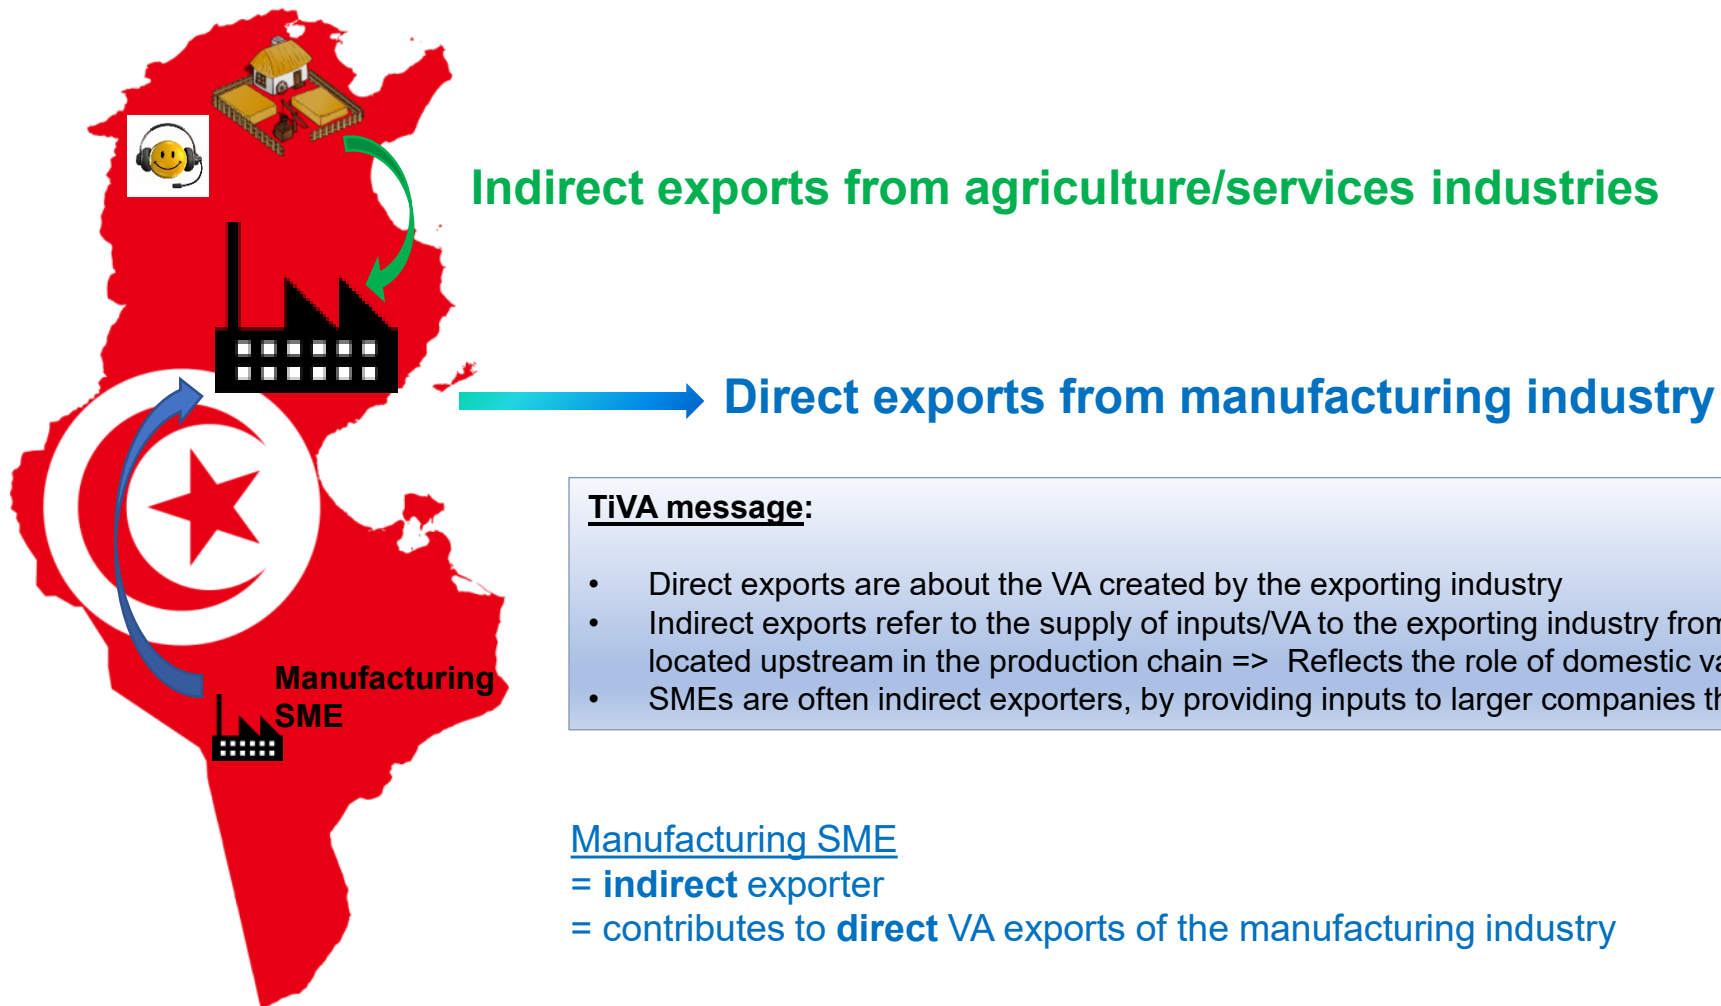 Indirect exports from agriculture/services industries
Direct exports from manufacturing industry
TiVA message:
• Direct exports are about the VA created by the exporting industry
• Indirect exports refer to the supply of inputs/VA to the exporting industry from
located upstream in the production chain => Reflects the role of domestic va
• SMEs are often indirect exporters, by providing inputs to larger companies th
Manufacturing
SME
Manufacturing SME
= indirect exporter
= contributes to direct VA exports of the manufacturing industry